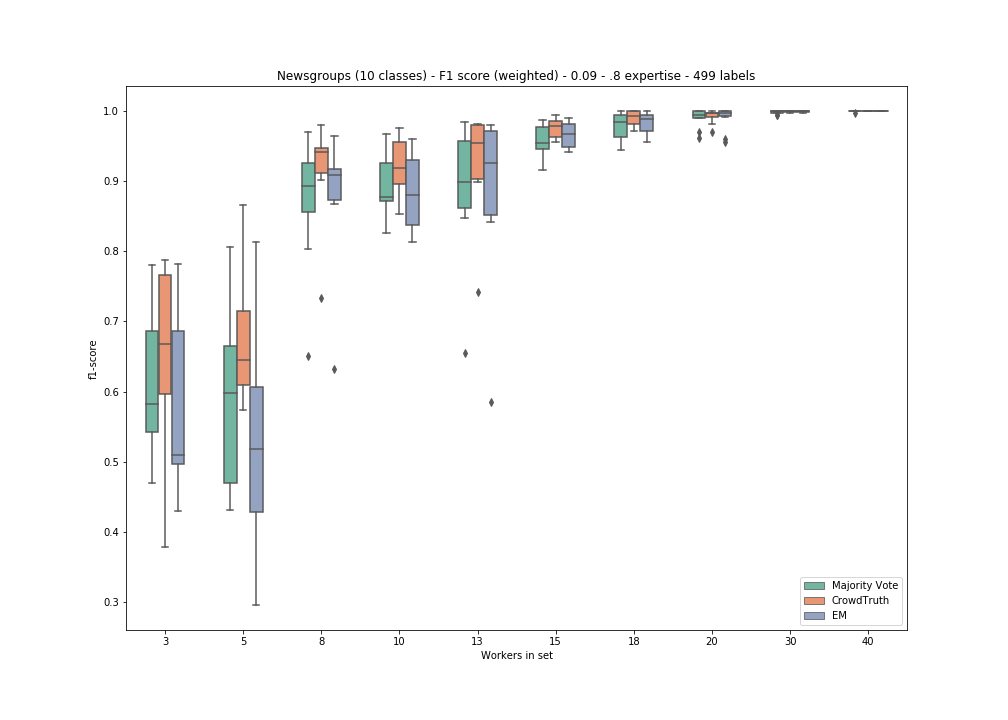 Newsgroups (10 classes) - F1 score (weighted) - 0.09 - .8 expertise - 499 labels
1.0
0.9
0.8
0.7
0.6
0.5
0.4
0.3
f1-score
3 5 8 10 13 15 18 20 30 40
Workers in set
Majority Vote
CrowdTruth
EM